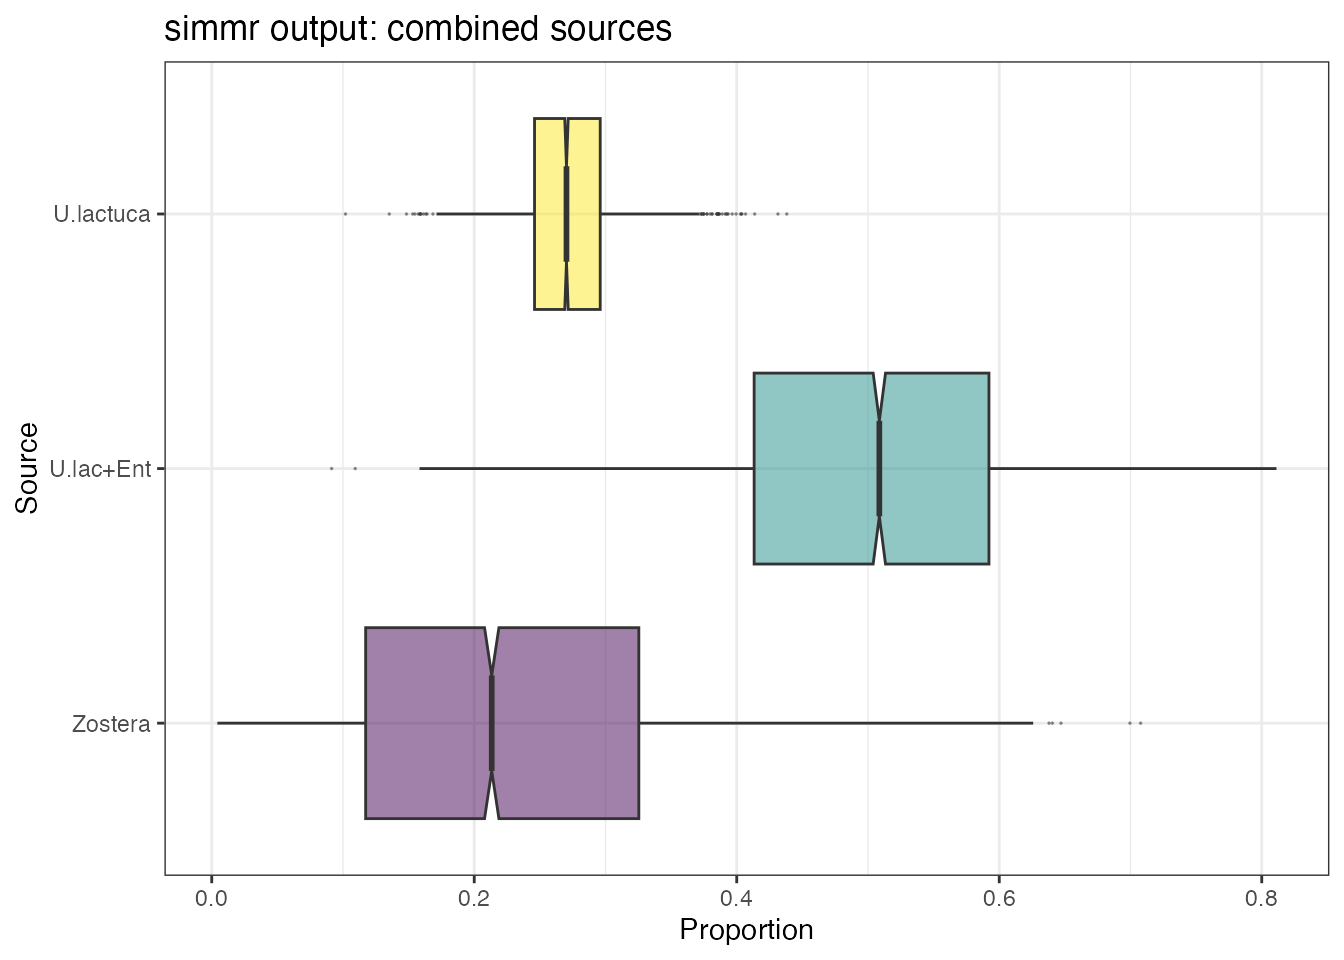 simmr output: combined sources
U.lactuca
U.lac+Ent
Zostera
Source
0.0 0.2 0.4 0.6 0.8
Proportion